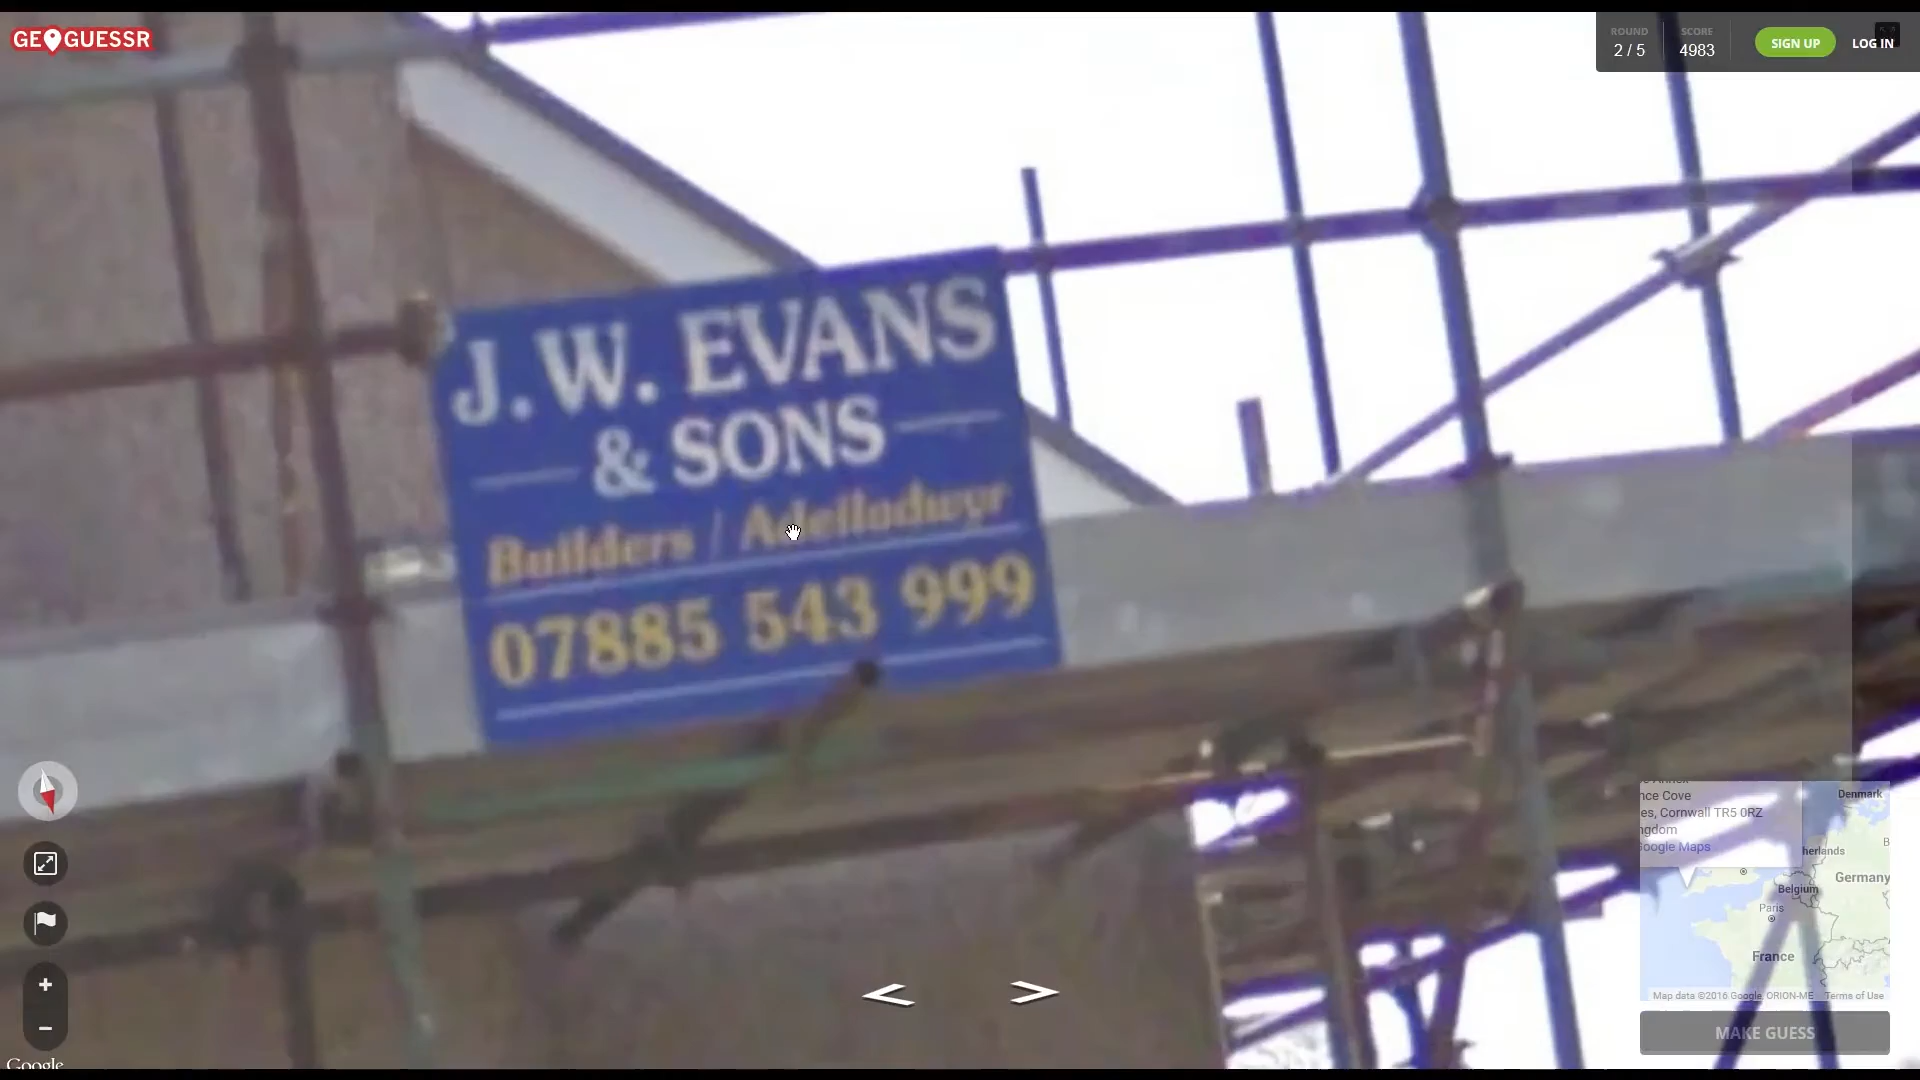 GEOGUESSR
ROUND
2 / 5
SCORE
4983
SIGN UP
LOG IN
J.W. EVANS
& SONS
Builders / Adeiladwyr
07885 543 999
nce Cove
es, Cornwall TR5 0RZ
ngdom
Google Maps
Denmark
herlands
Germany
Belgium
Paris
France
Map data ©2016 Google, ORION-ME
Terms of Use
MAKE GUESS
Google